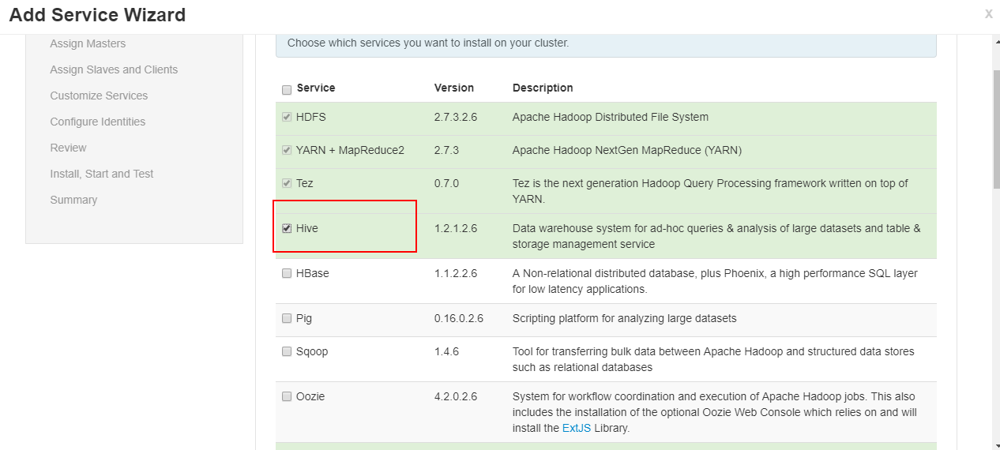 Add Service Wizard
x
Assign Masters
Assign Slaves and Clients
Customize Services
Configure Identities
Review
Install, Start and Test
Summary
Choose which services you want to install on your cluster.
Service Version Description
HDFS 2.7.3.2.6 Apache Hadoop Distributed File System
YARN + MapReduce2 2.7.3 Apache Hadoop NextGen MapReduce (YARN)
Tez 0.7.0 Tez is the next generation Hadoop Query Processing framework written on top of
YARN.
Hive 1.2.1.2.6 Data warehouse system for ad-hoc queries & analysis of large datasets and table &
storage management service
HBase 1.1.2.2.6 A Non-relational distributed database, plus Phoenix, a high performance SQL layer
for low latency applications.
Pig 0.16.0.2.6 Scripting platform for analyzing large datasets
Sqoop 1.4.6 Tool for transferring bulk data between Apache Hadoop and structured data stores
such as relational databases
Oozie 4.2.0.2.6 System for workflow coordination and execution of Apache Hadoop jobs. This also
includes the installation of the optional Oozie Web Console which relies on and will
install the ExtJS Library.